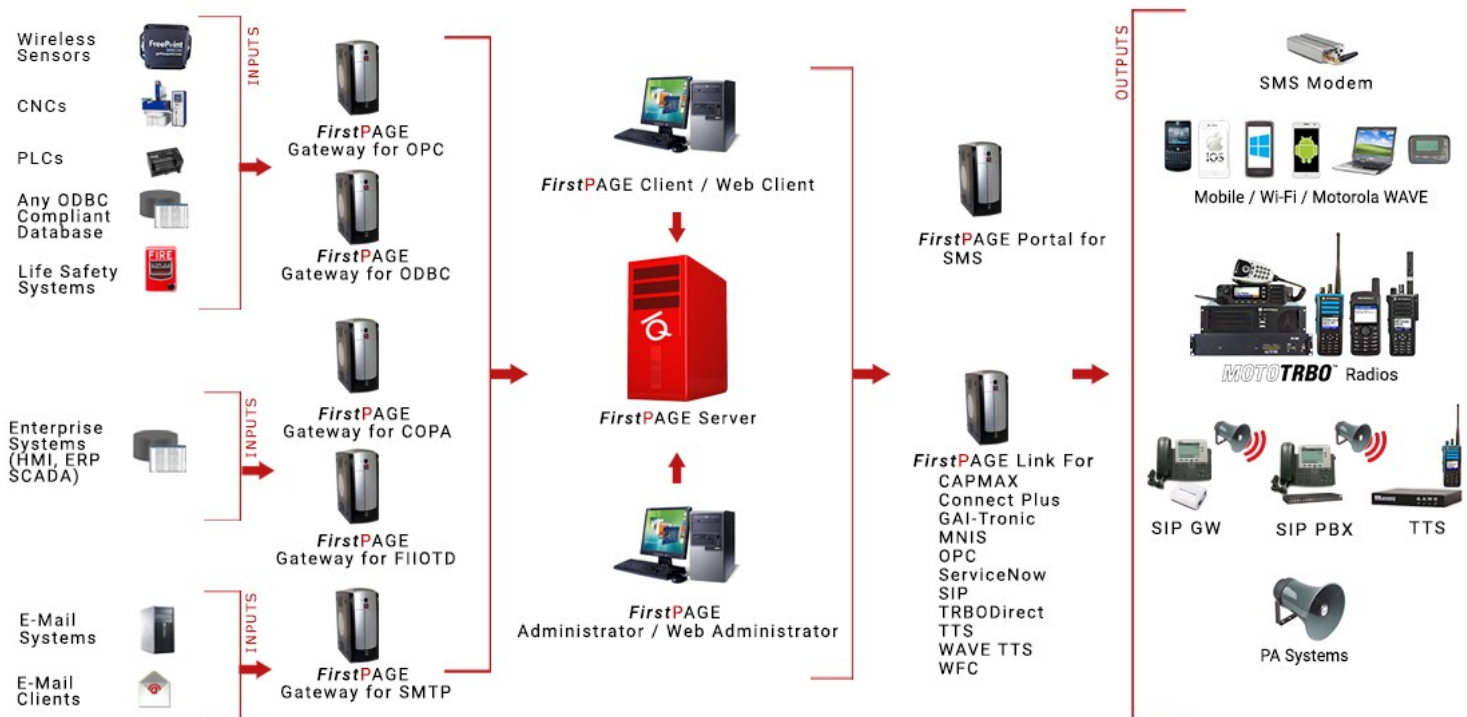 INPUTS
Wireless
Sensors
FreePoint
CNCs
PLCs
Any ODBC
Compliant
Database
FIRE
Life Safety
Systems
INPUTS
Enterprise
Systems
(HMI, ERP
SCADA)
INPUTS
E-Mail
Systems
E-Mail
Clients
FirstPAGE
Gateway for OPC
FirstPAGE
Gateway for ODBC
FirstPAGE
Gateway for COPA
FirstPAGE
Gateway for FIIOTD
FirstPAGE
Gateway for SMTP
FirstPAGE Client / Web Client
FirstPAGE Server
FirstPAGE
Administrator / Web Administrator
FirstPAGE Portal for
SMS
FirstPAGE Link For
CAPMAX
Connect Plus
GAI-Tronic
MNIS
OPC
ServiceNow
SIP
TRBODirect
TTS
WAVE TTS
WFC
OUTPUTS
SMS Modem
iOS
Mobile / Wi-Fi / Motorola WAVE
MOTOTRBO™ Radios
SIP GW
SIP PBX
TTS
PA Systems